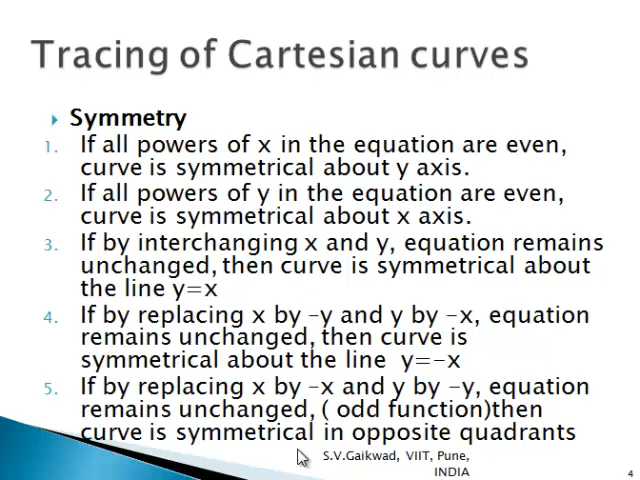 Tracing of Cartesian curves
Symmetry
1. If all powers of x in the equation are even,
curve is symmetrical about y axis.
2. If all powers of y in the equation are even,
curve is symmetrical about x axis.
3. If by interchanging x and y, equation remains
unchanged, then curve is symmetrical about
the line y=x
4. If by replacing x by -y and y by -x, equation
remains unchanged, then curve is
symmetrical about the line y=-x
5. If by replacing x by -x and y by -y, equation
remains unchanged, ( odd function)then
curve is symmetrical in opposite quadrants
S.V.Gaikwad, VIIT, Pune,
INDIA
4